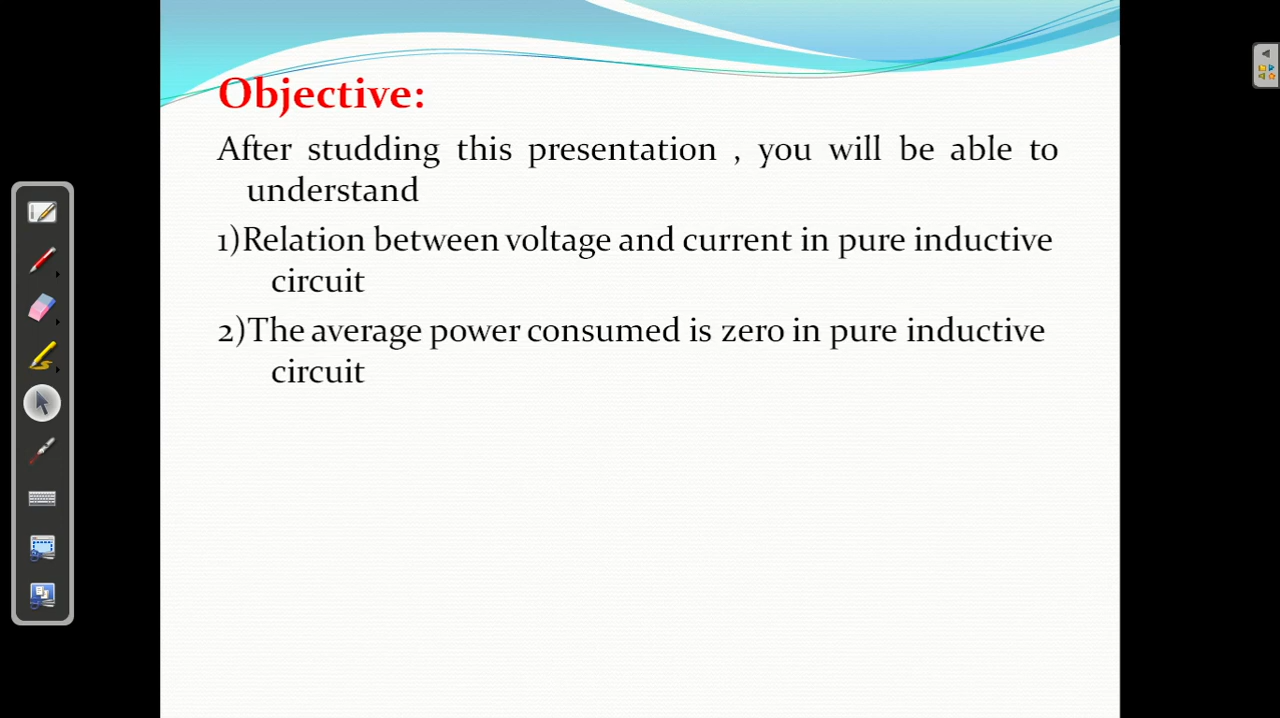 Objective:
After studding this presentation , you will be able to
understand
1)Relation between voltage and current in pure inductive
circuit
2)The average power consumed is zero in pure inductive
circuit